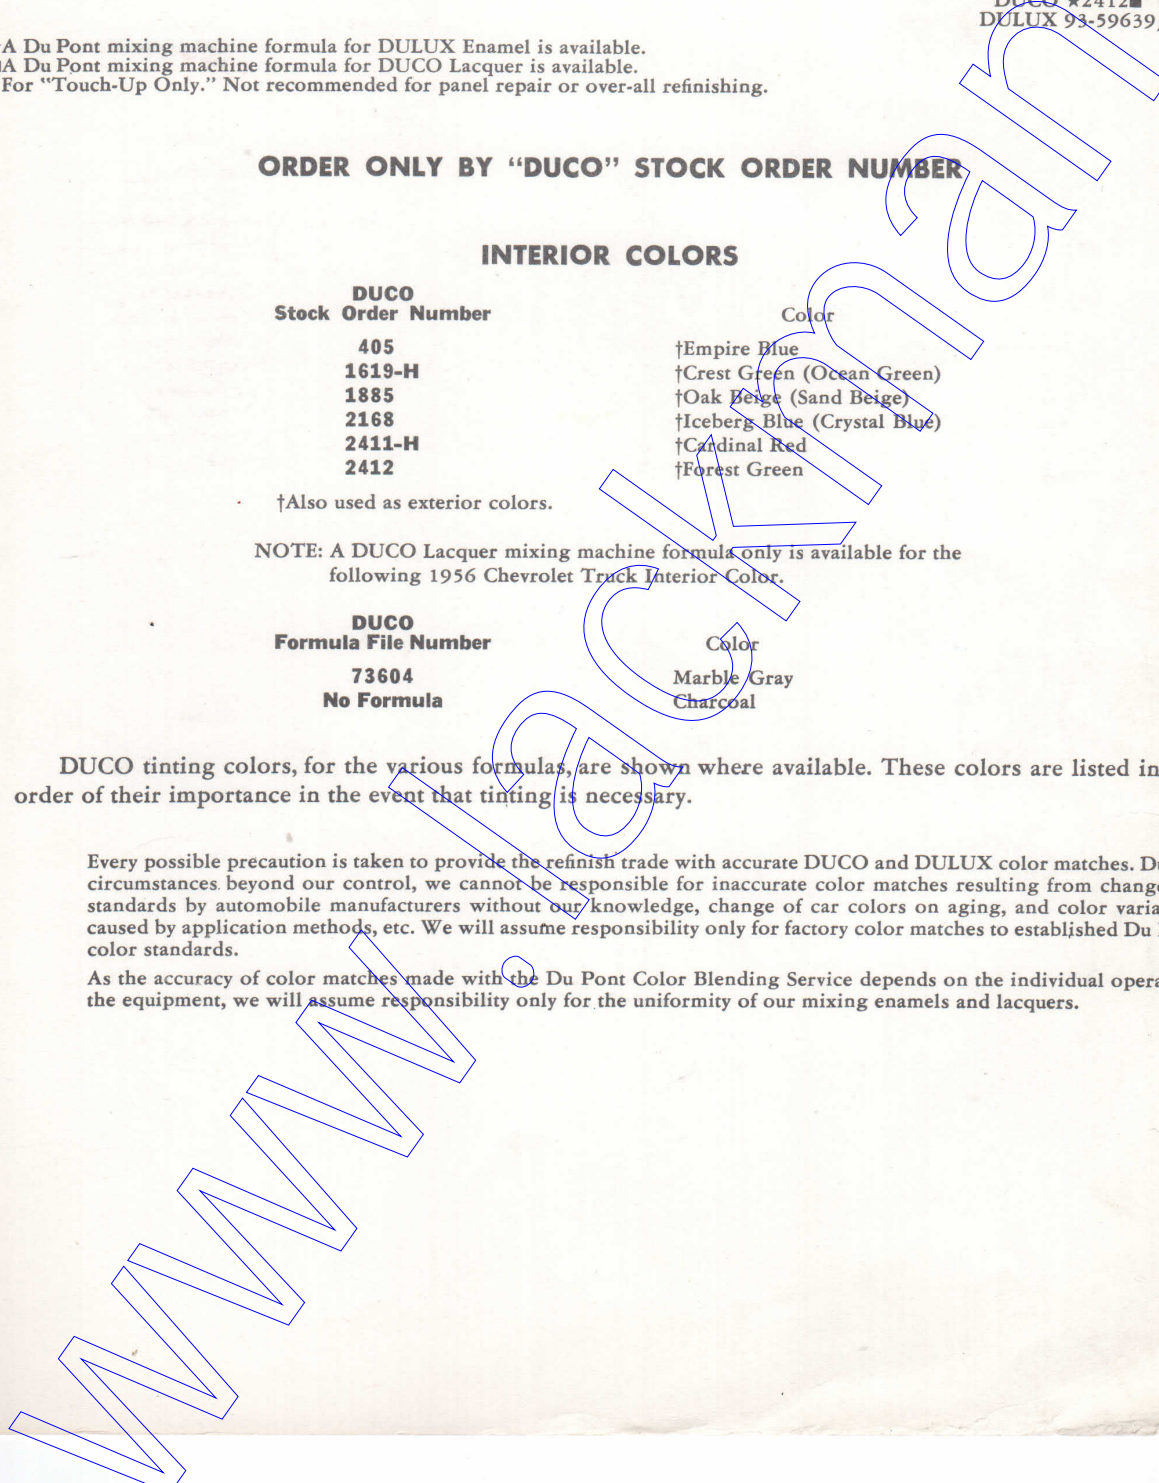 DUCO ★2412■
DULUX 93-59639
A Du Pont mixing machine formula for DULUX Enamel is available.
A Du Pont mixing machine formula for DUCO Lacquer is available.
For "Touch-Up Only." Not recommended for panel repair or over-all refinishing.
ORDER ONLY BY "DUCO" STOCK ORDER NUMBER
INTERIOR COLORS
DUCO
Stock Order Number Color
405 †Empire Blue
1619-H †Crest Green (Ocean Green)
1885 †Oak Beige (Sand Beige)
2168 †Iceberg Blue (Crystal Blue)
2411-H †Cardinal Red
2412 †Forest Green
†Also used as exterior colors.
NOTE: A DUCO Lacquer mixing machine formula only is available for the
following 1956 Chevrolet Truck Interior Color.
DUCO
Formula File Number Color
73604 Marble Gray
No Formula Charcoal
DUCO tinting colors, for the various formulas, are shown where available. These colors are listed in
order of their importance in the event that tinting is necessary.
Every possible precaution is taken to provide the refinish trade with accurate DUCO and DULUX color matches.
circumstances beyond our control, we cannot be responsible for inaccurate color matches resulting from
standards by automobile manufacturers without our knowledge, change of car colors on aging, and color
caused by application methods, etc. We will assume responsibility only for factory color matches to established Du
color standards.
As the accuracy of color matches made with the Du Pont Color Blending Service depends on the individual
the equipment, we will assume responsibility only for the uniformity of our mixing enamels and lacquers.
www.lackman